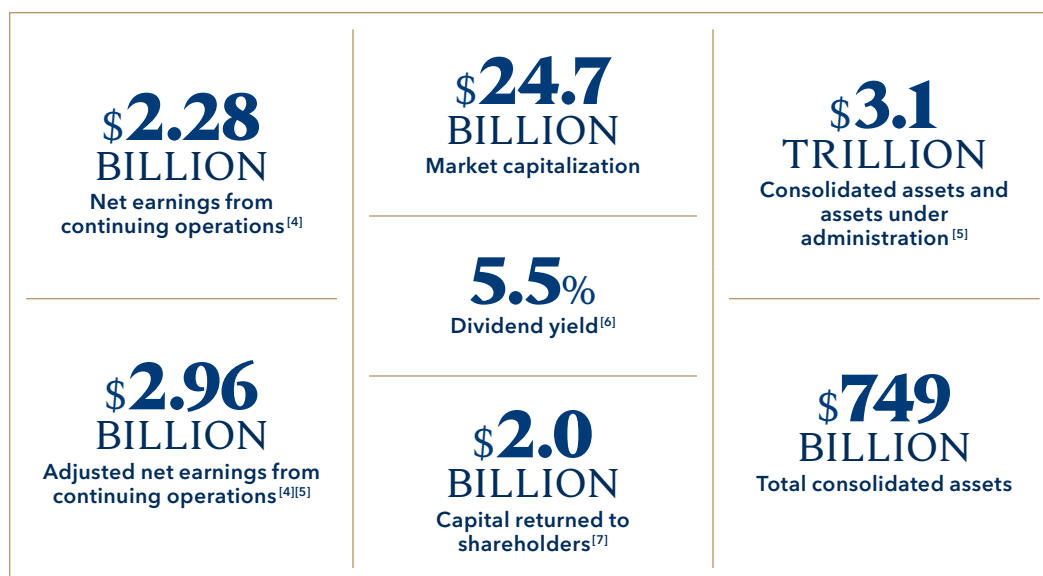 $2.28
BILLION
Net earnings from
continuing operations[4]
$2.96
BILLION
Adjusted net earnings from
continuing operations[4][5]
$24.7
BILLION
Market capitalization
5.5%
Dividend yield[6]
$2.0
BILLION
Capital returned to
shareholders[7]
$3.1
TRILLION
Consolidated assets and
assets under
administration[5]
$749
BILLION
Total consolidated assets